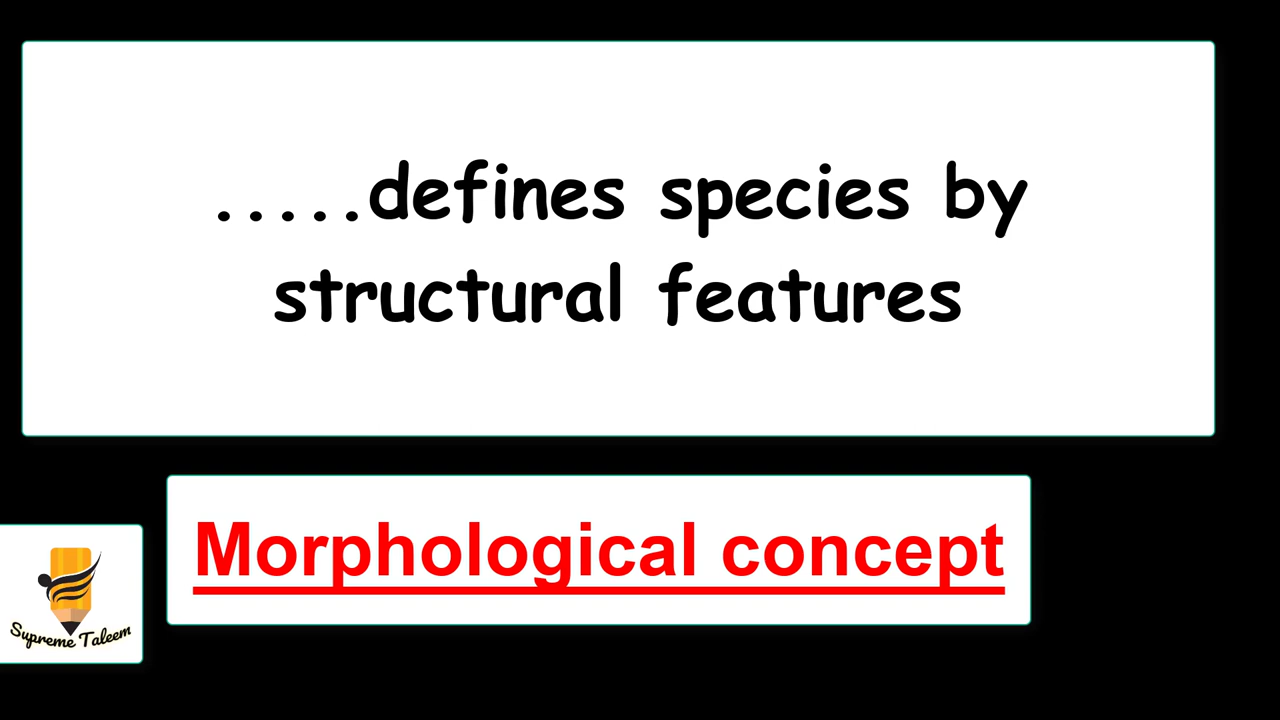 .....defines species by
structural features
Morphological concept
Supreme Taleem